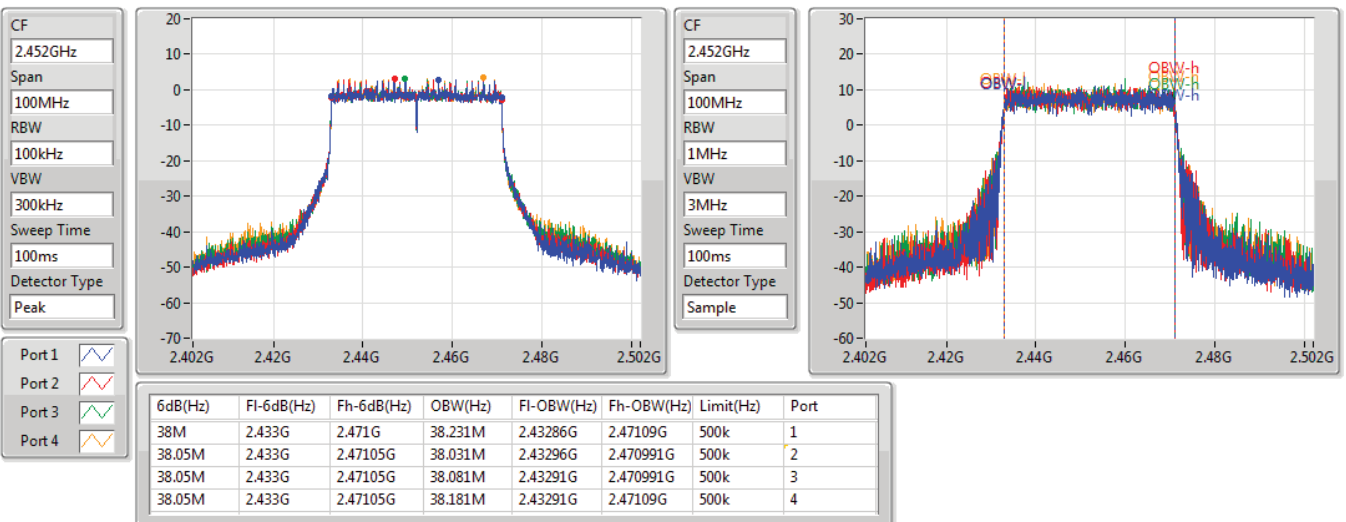 CF
2.452GHz
Span
100MHz
RBW
100kHz
VBW
300kHz
Sweep Time
100ms
Detector Type
Peak
20
10
0
-10
-20
-30
-40
-50
-60
-70
2.402G 2.42G 2.44G 2.46G 2.48G 2.502G
CF
2.452GHz
Span
100MHz
RBW
1MHz
VBW
3MHz
Sweep Time
100ms
Detector Type
Sample
30
20
10
0
-10
-20
-30
-40
-50
-60
OBW-l
OBW-h
OBW-h
2.402G 2.42G 2.44G 2.46G 2.48G 2.502G
Port 1
Port 2
Port 3
Port 4
6dB(Hz) Fl-6dB(Hz) Fh-6dB(Hz) OBW(Hz) Fl-OBW(Hz) Fh-OBW(Hz) Limit(Hz) Port
38M 2.433G 2.471G 38.231M 2.43286G 2.47109G 500k 1
38.05M 2.433G 2.47105G 38.031M 2.43296G 2.470991G 500k 2
38.05M 2.433G 2.47105G 38.081M 2.43291G 2.470991G 500k 3
38.05M 2.433G 2.47105G 38.181M 2.43291G 2.47109G 500k 4